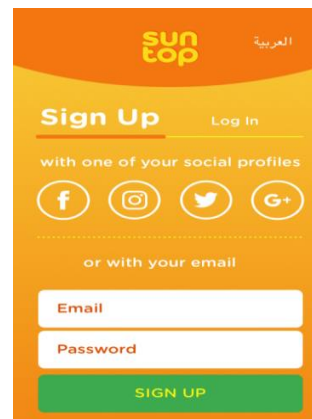 sun
top
العربية
Sign Up
Log In
with one of your social profiles
f
G+
or with your email
Email
Password
SIGN UP